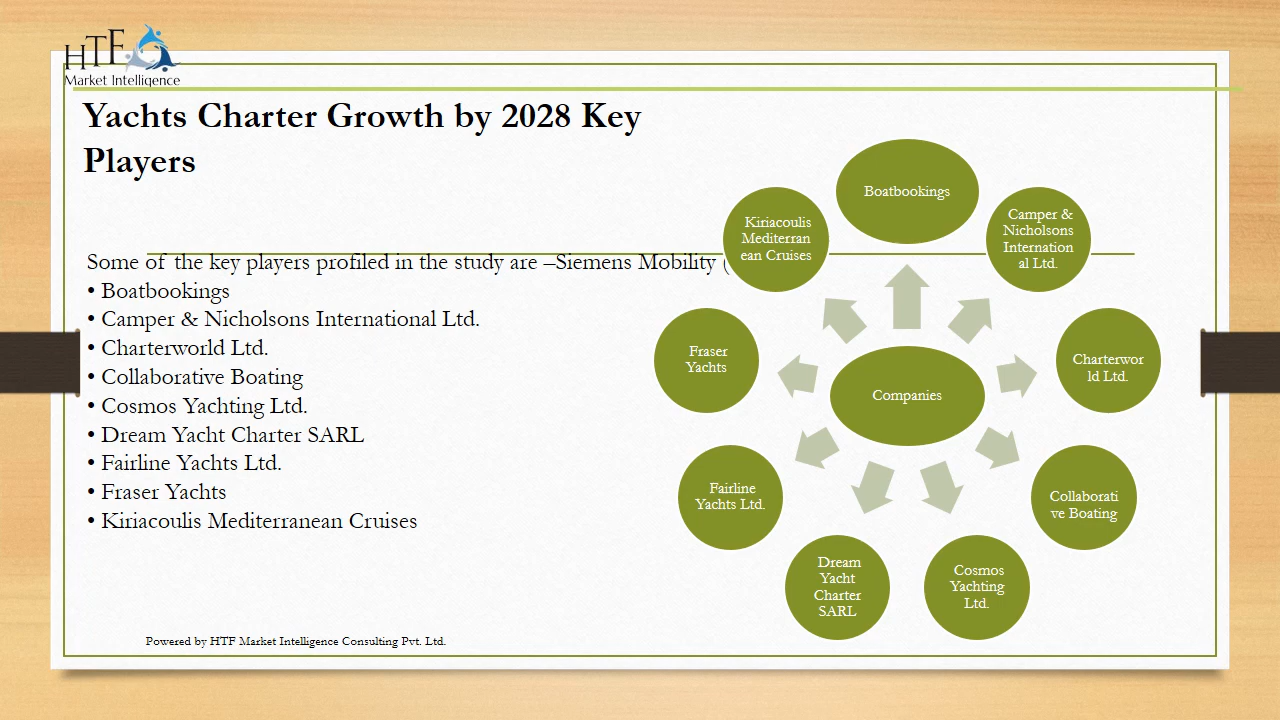 HTF
Market Intelligence
Yachts Charter Growth by 2028 Key
Players
Some of the key players profiled in the study are –Siemens Mobility (
• Boatbookings
• Camper & Nicholsons International Ltd.
• Charterworld Ltd.
• Collaborative Boating
• Cosmos Yachting Ltd.
• Dream Yacht Charter SARL
• Fairline Yachts Ltd.
• Fraser Yachts
• Kiriacoulis Mediterranean Cruises
Companies
Boatbookings
Camper &
Nicholsons
Internation
al Ltd.
Charterwor
ld Ltd.
Collaborati
ve Boating
Cosmos
Yachting
Ltd.
Dream
Yacht
Charter
SARL
Fairline
Yachts Ltd.
Fraser
Yachts
Kiriacoulis
Mediterran
ean Cruises
Powered by HTF Market Intelligence Consulting Pvt. Ltd.